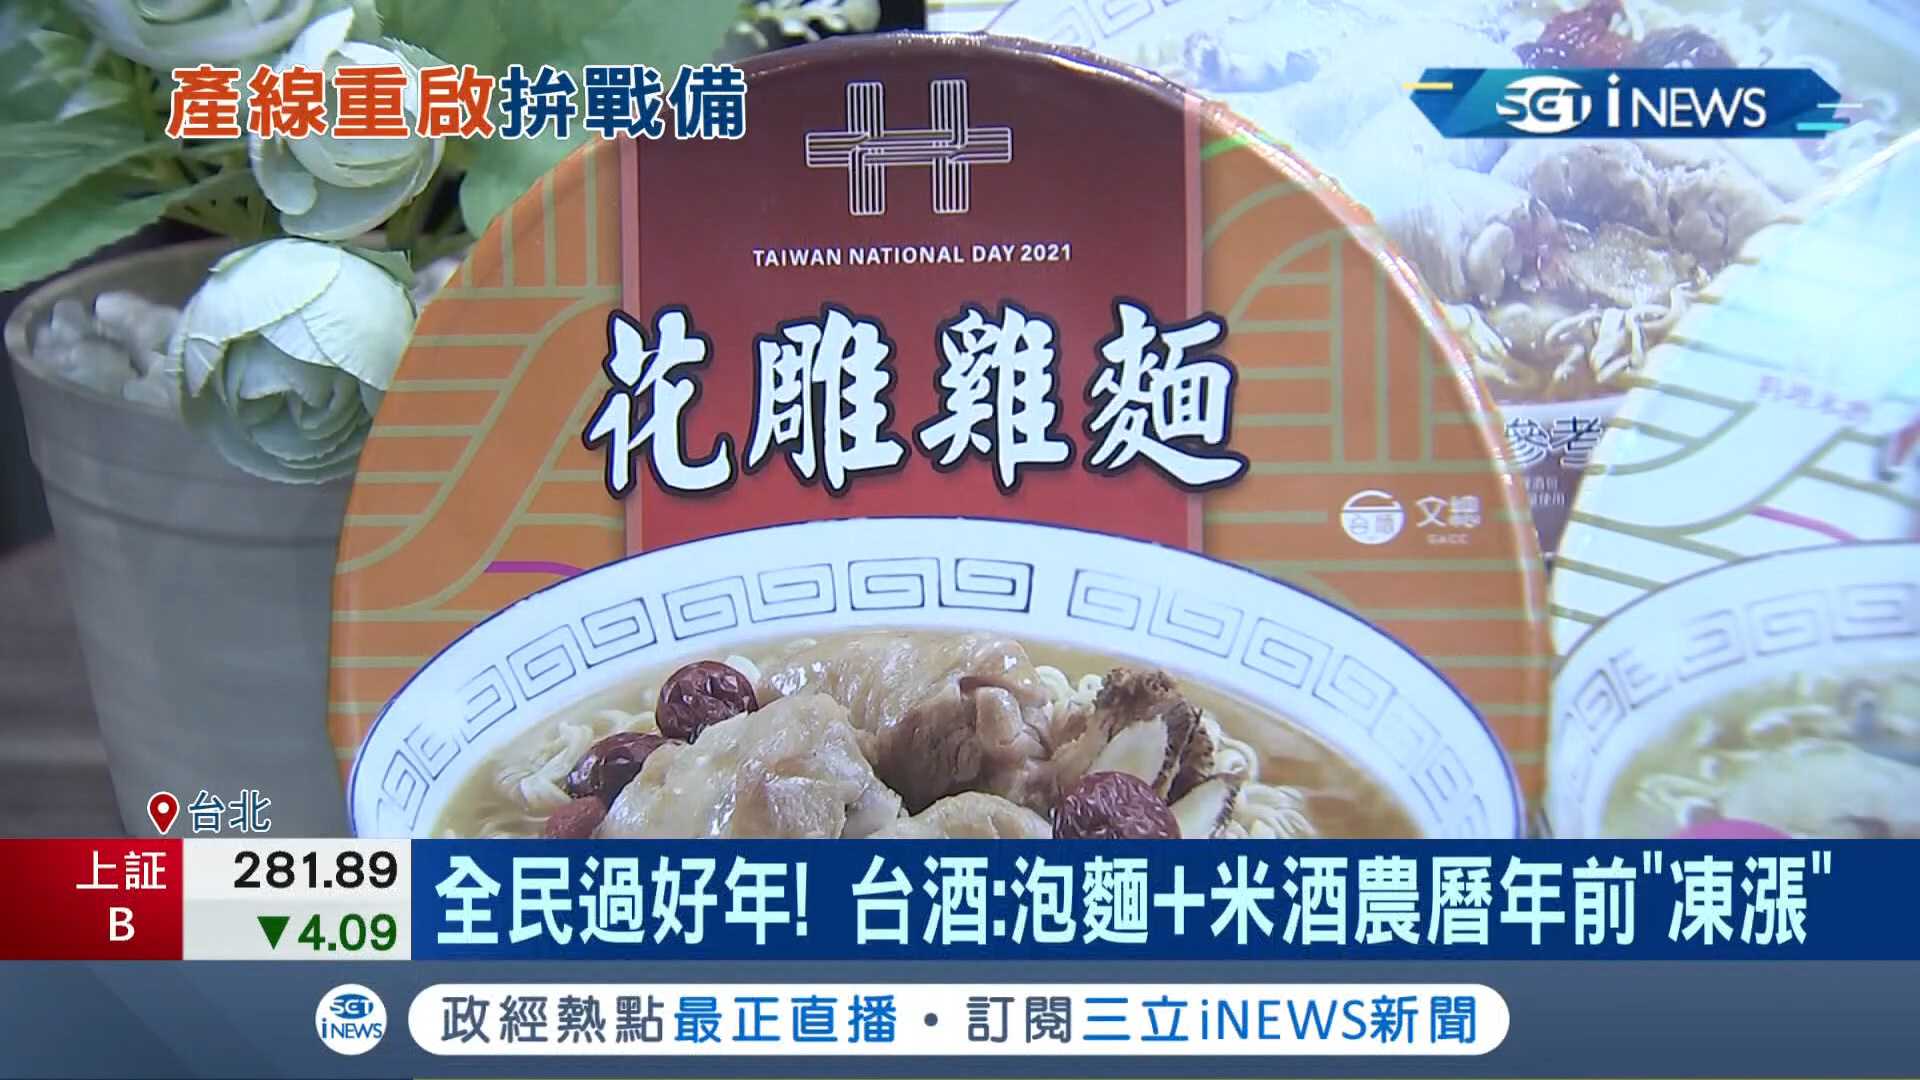 產線重啟拚戰備
SET iNEWS
TAIWAN NATIONAL DAY 2021
花雕雞麵
參考
台酒
文總
GACC
台北
上証
B
281.89
▼4.09
全民過好年! 台酒:泡麵+米酒農曆年前"凍漲"
SET
iNEWS
政經熱點最正直播・訂閱三立iNEWS新聞